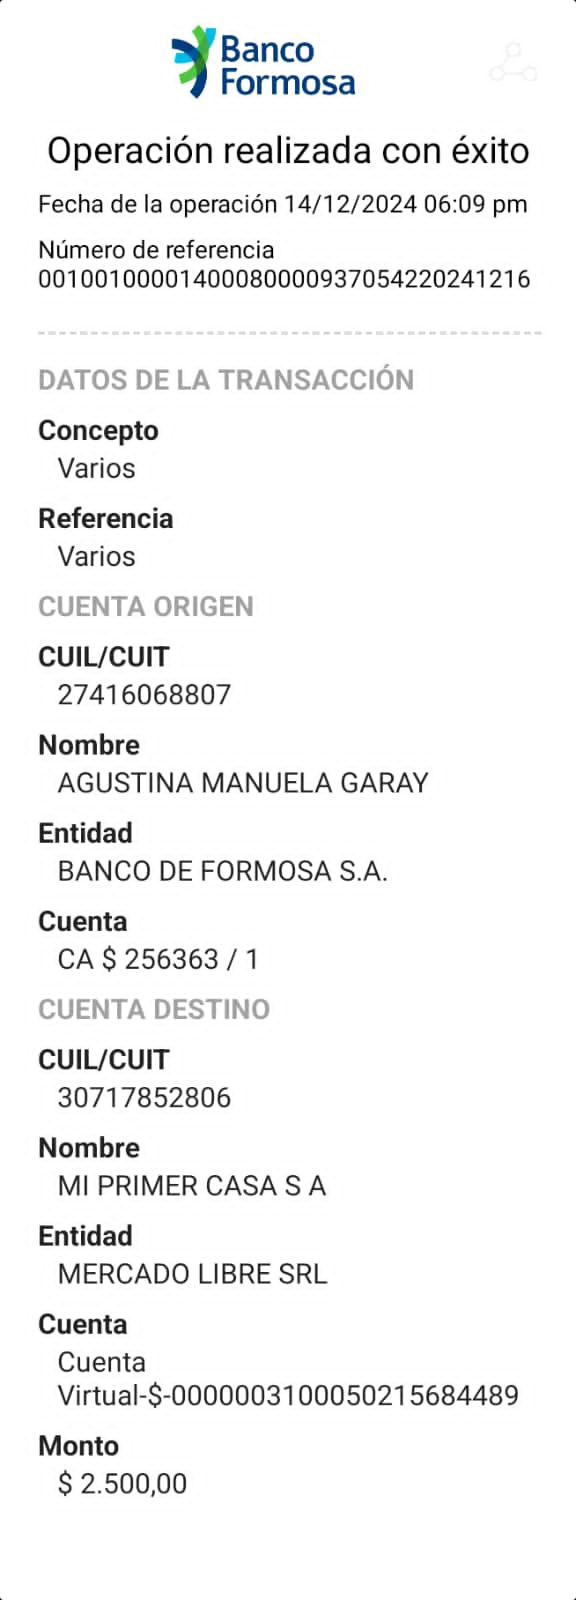 Banco
Formosa
Operación realizada con éxito
Fecha de la operación 14/12/2024 06:09 pm
Número de referencia
0010010000140008000093705422024​1216
DATOS DE LA TRANSACCIÓN
Concepto
Varios
Referencia
Varios
CUENTA ORIGEN
CUIL/CUIT
27416068807
Nombre
AGUSTINA MANUELA GARAY
Entidad
BANCO DE FORMOSA S.A.
Cuenta
CA $ 256363 / 1
CUENTA DESTINO
CUIL/CUIT
30717852806
Nombre
MI PRIMER CASA S A
Entidad
MERCADO LIBRE SRL
Cuenta
Cuenta
Virtual-$-0000003100050215684489
Monto
$ 2.500,00